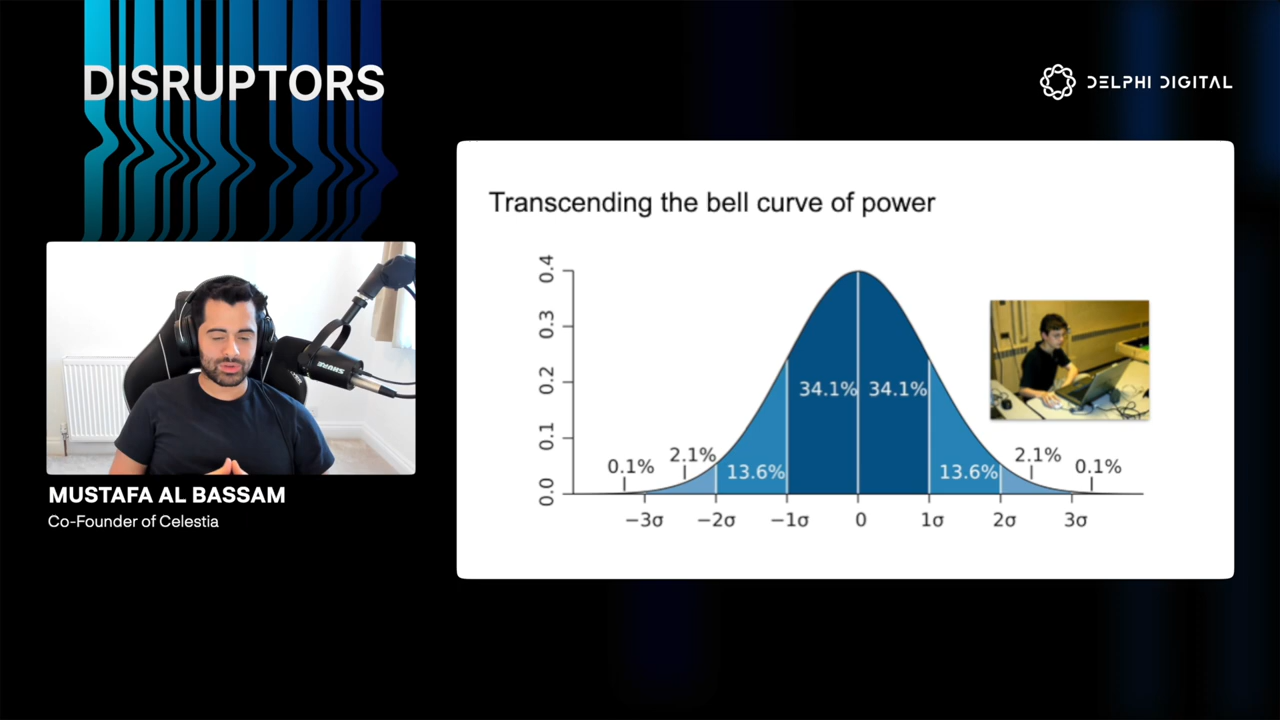 DISRUPTORS
DELPHI DIGITAL
MUSTAFA AL BASSAM
Co-Founder of Celestia
Transcending the bell curve of power
0.4
0.3
0.2
0.1
0.0
34.1% 34.1%
0.1% 2.1% 13.6% 13.6% 2.1% 0.1%
−3σ −2σ −1σ 0 1σ 2σ 3σ
SHURE